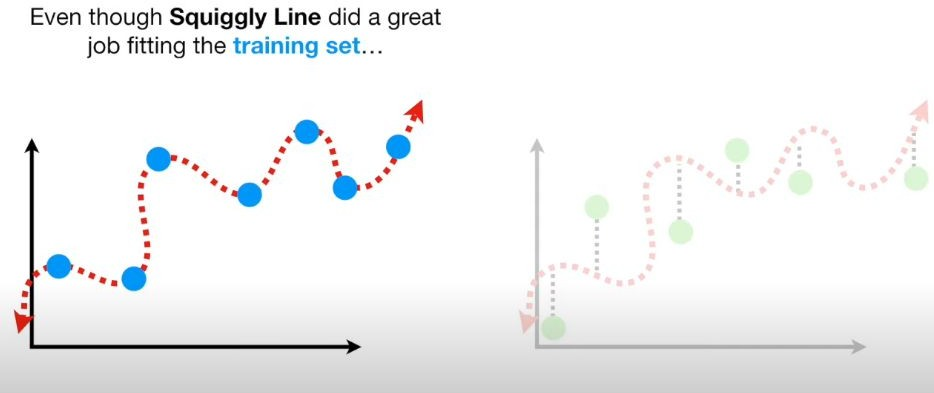 Even though Squiggly Line did a great
job fitting the training set…